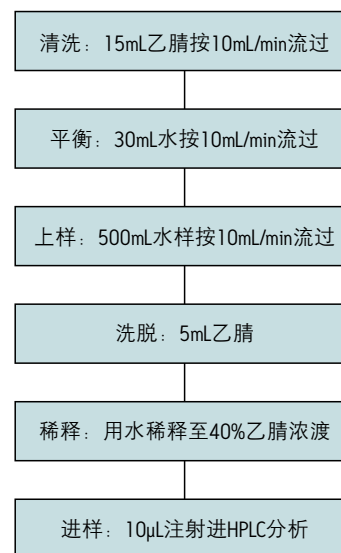 清洗：15mL乙腈按10mL/min流过
平衡：30mL水按10mL/min流过
上样：500mL水样按10mL/min流过
洗脱：5mL乙腈
稀释：用水稀释至40%乙腈浓渡
进样：10μL注射进HPLC分析